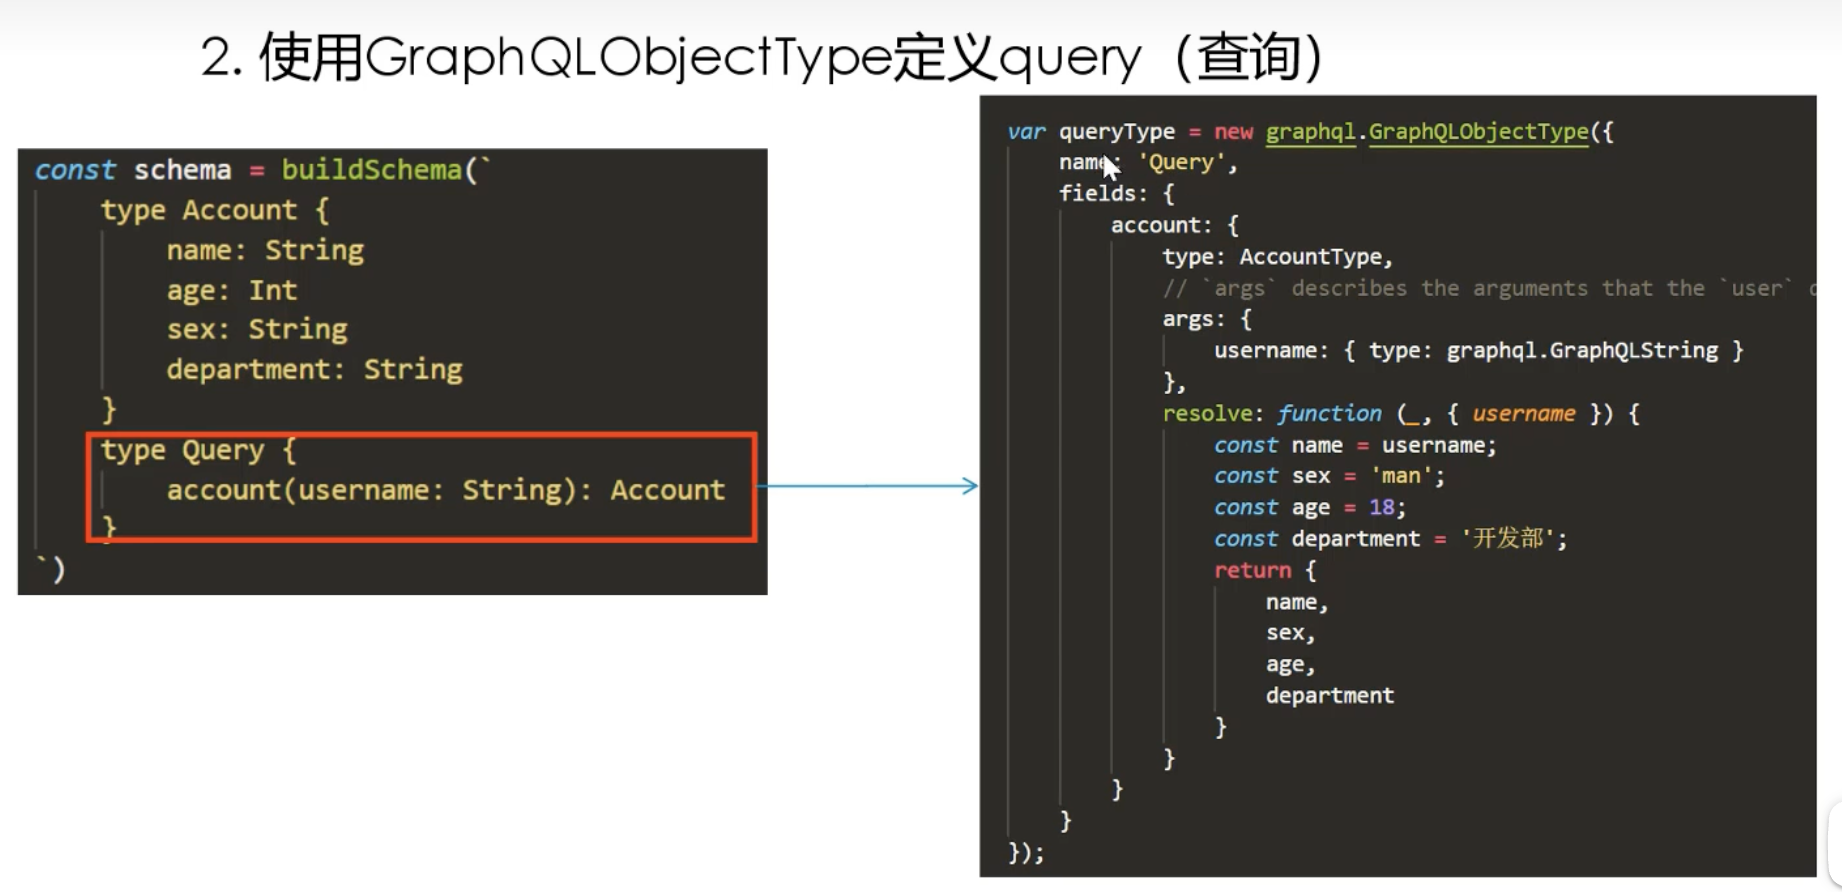 2. 使用GraphQLObjectType定义query（查询）
const schema = buildSchema(`
type Account {
name: String
age: Int
sex: String
department: String
}
type Query {
account(username: String): Account
}
`)
var queryType = new graphql.GraphQLObjectType({
name: 'Query',
fields: {
account: {
type: AccountType,
// `args` describes the arguments that the `user`
args: {
username: { type: graphql.GraphQLString }
},
resolve: function (_, { username }) {
const name = username;
const sex = 'man';
const age = 18;
const department = '开发部';
return {
name,
sex,
age,
department
}
}
}
}
});